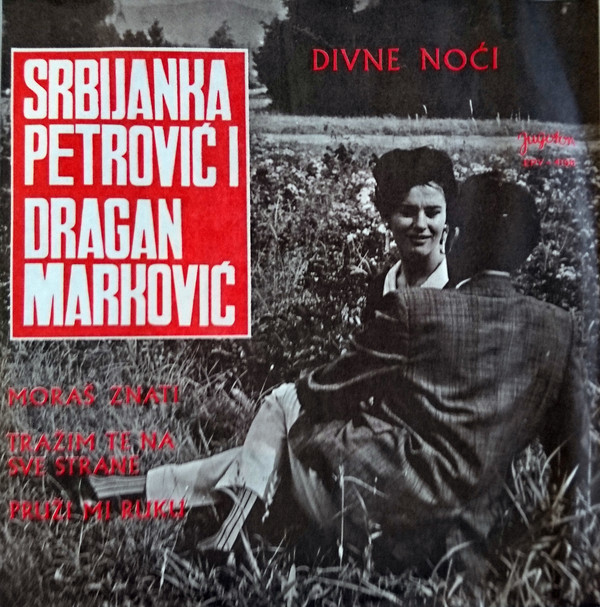 SRBIJANKA
PETROVIĆ I
DRAGAN
MARKOVIĆ
DIVNE NOĆI
Jugoton
MORAŠ ZNATI
TRAŽIM TE NA
SVE STRANE
PRUŽI MI RUKU